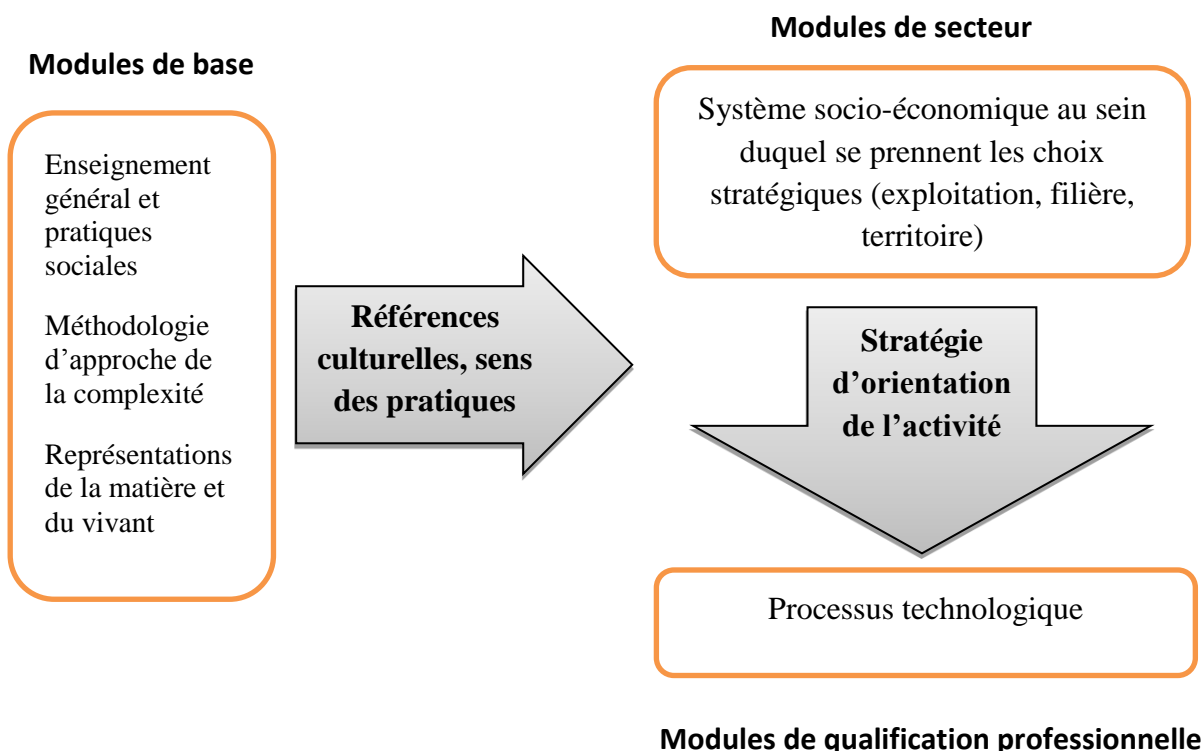 Modules de base
Enseignement
général et
pratiques
sociales
Méthodologie
d’approche de
la complexité
Représentations
de la matière et
du vivant
Références
culturelles, sens
des pratiques
Modules de secteur
Système socio-économique au sein
duquel se prennent les choix
stratégiques (exploitation, filière,
territoire)
Stratégie
d’orientation
de l’activité
Processus technologique
Modules de qualification professionnelle